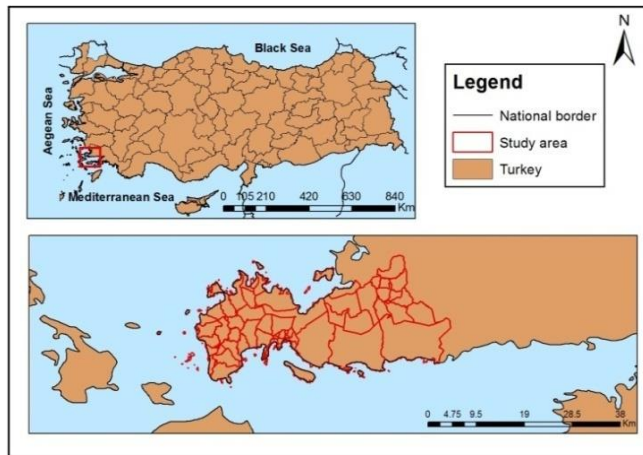 Black Sea
Aegean Sea
Mediterranean Sea
0 105 210 420 630 840
Km
N
Legend
National border
Study area
Turkey
0 4.75 9.5 19 28.5 38
Km